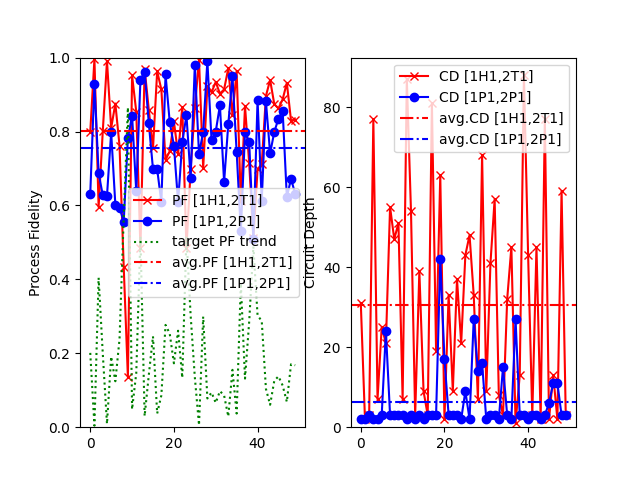 1.0
0.8
0.6
0.4
0.2
0.0
Process Fidelity
PF [1H1,2T1]
PF [1P1,2P1]
target PF trend
avg.PF [1H1,2T1]
avg.PF [1P1,2P1]
0
20
40
80
60
40
20
0
Circuit Depth
CD [1H1,2T1]
CD [1P1,2P1]
avg.CD [1H1,2T1]
avg.CD [1P1,2P1]
0
20
40